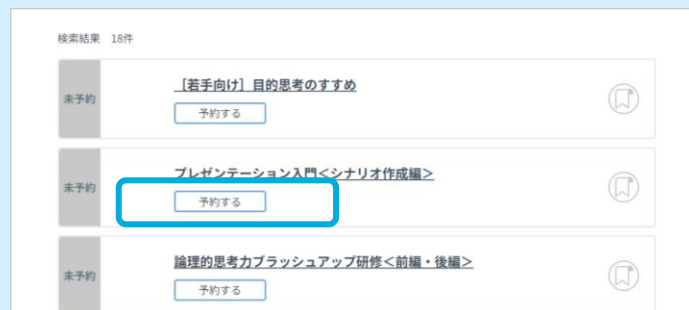 検索結果 18件
［若手向け］目的思考のすすめ
未予約
予約する
プレゼンテーション入門＜シナリオ作成編＞
未予約
予約する
論理的思考力ブラッシュアップ研修＜前編・後編＞
未予約
予約する